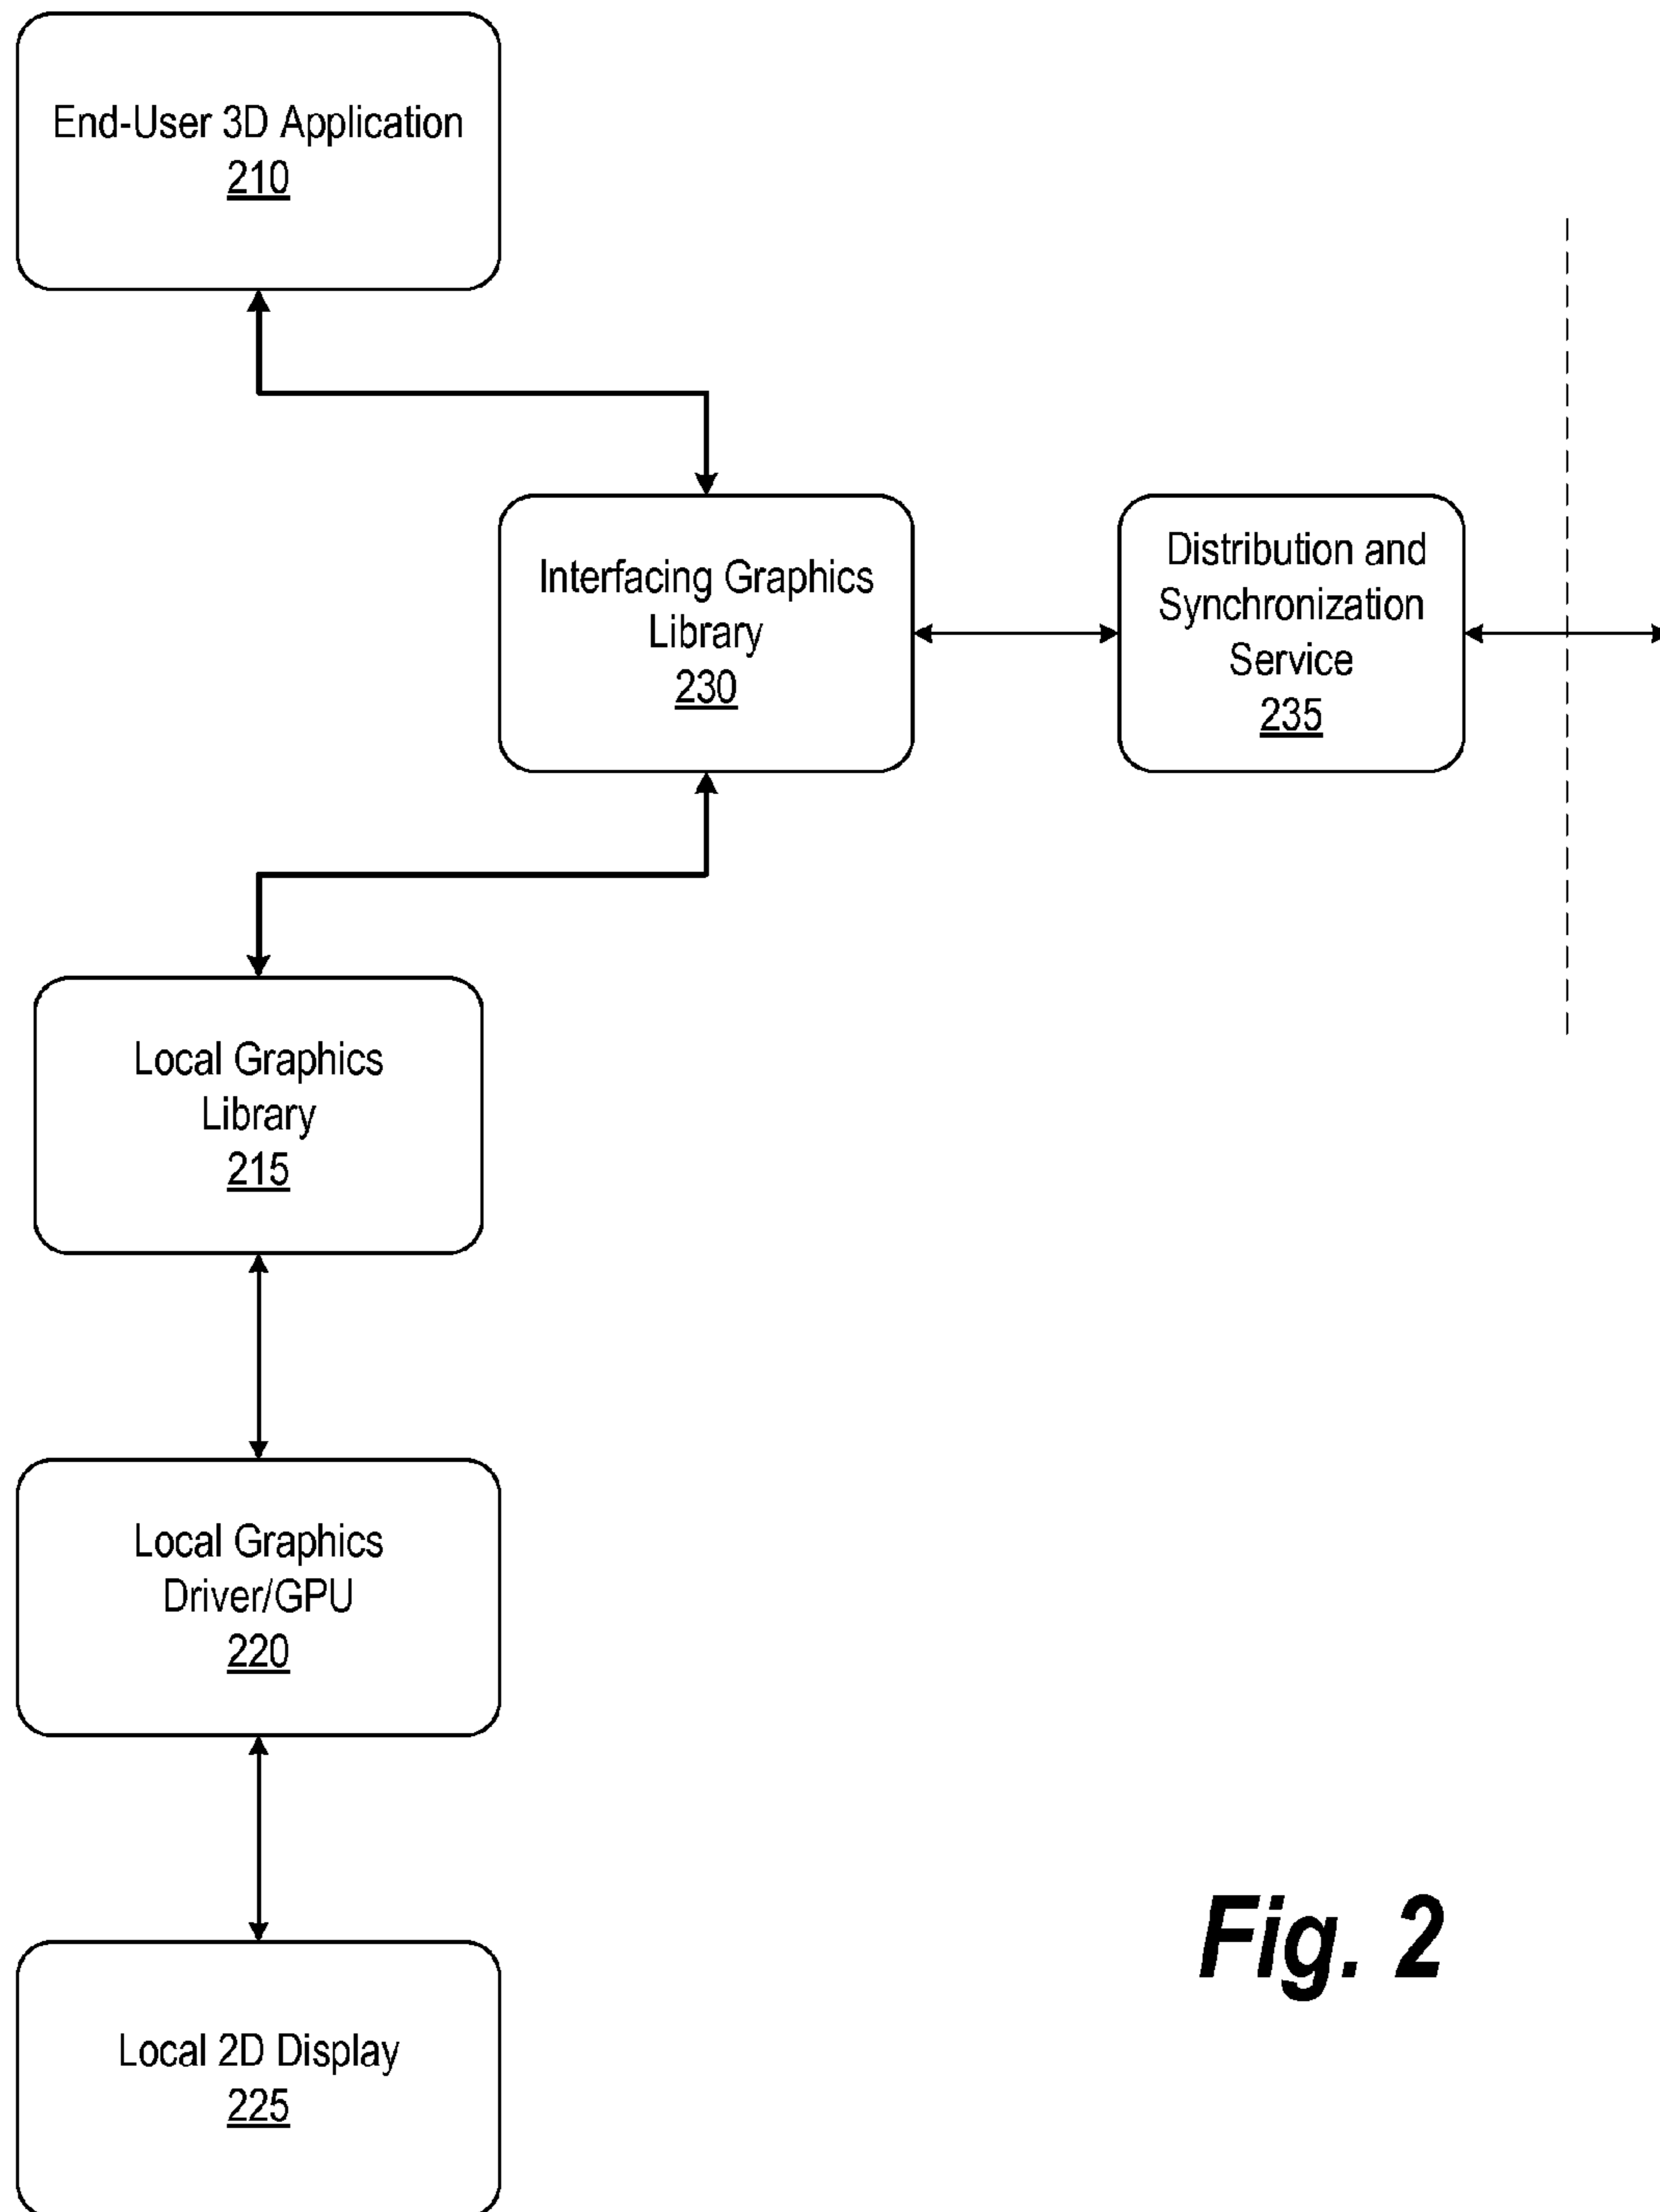 End-User 3D Application
210
Interfacing Graphics
Library
230
Distribution and
Synchronization
Service
235
Local Graphics
Library
215
Local Graphics
Driver/GPU
220
Local 2D Display
225
Fig. 2